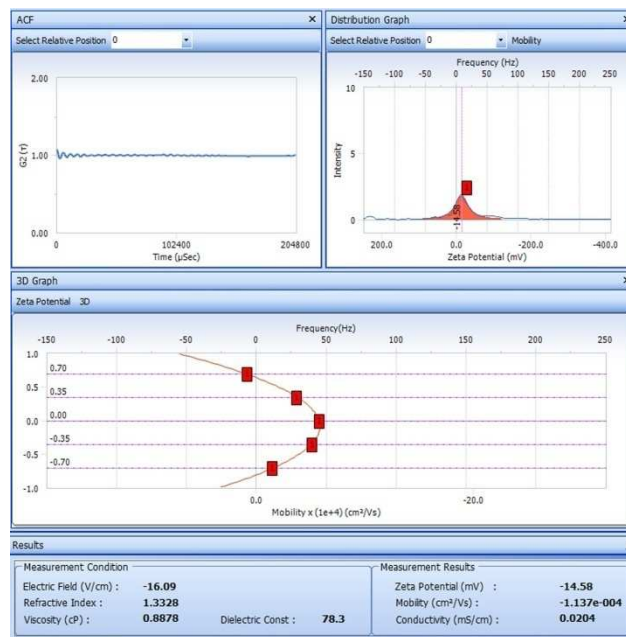 ACF
Select Relative Position 0
2.00
1.00
0.00
G2 (τ)
0 102400 204800
Time (μSec)
Distribution Graph
Select Relative Position 0 Mobility
Frequency (Hz)
-150 -100 -50 0 50 100 150 200 250
10
5
0
Intensity
-14.58
200.0 0.0 -200.0 -400.0
Zeta Potential (mV)
3D Graph
Zeta Potential 3D
Frequency(Hz)
-150 -100 -50 0 50 100 150 200 250
1.0
0.70
0.5
0.35
0.0 0.00
-0.35
-0.5
-0.70
-1.0
0.0 -20.0
Mobility x (1e+4) (cm²/Vs)
Results
Measurement Condition
Electric Field (V/cm) : -16.09
Refractive Index : 1.3328
Viscosity (cP) : 0.8878 Dielectric Const : 78.3
Measurement Results
Zeta Potential (mV) : -14.58
Mobility (cm²/Vs) : -1.137e-004
Conductivity (mS/cm) : 0.0204